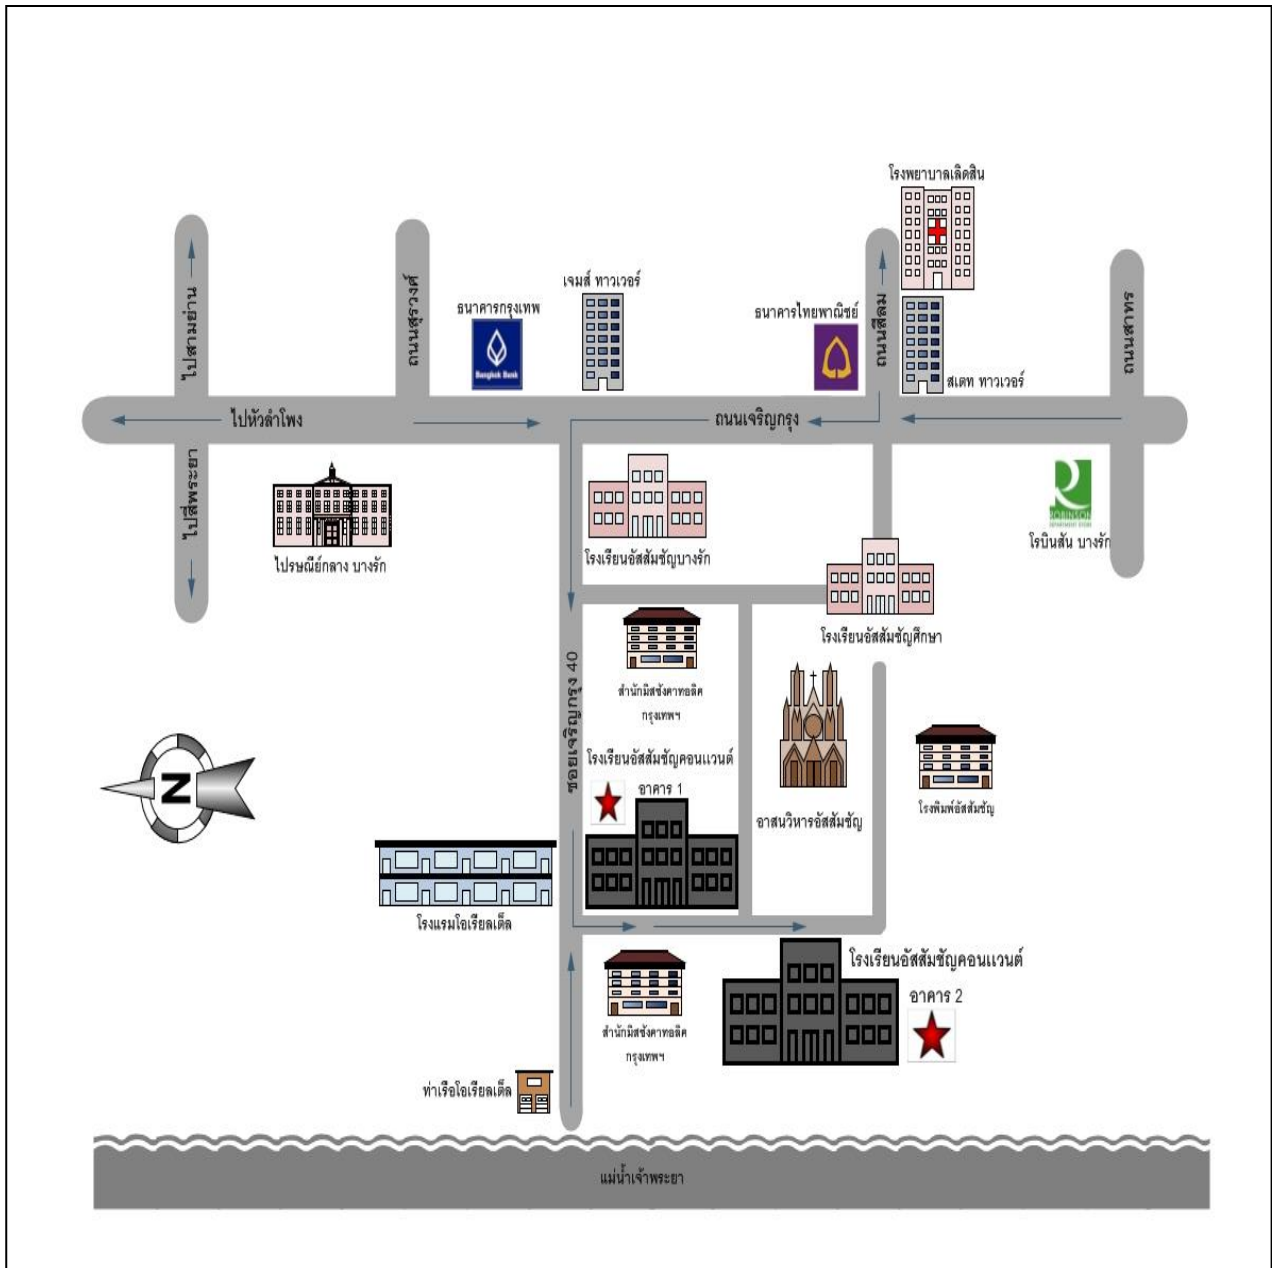 โรงพยาบาลเลิดสิน
ไปสามย่าน
ถนนสุรวงศ์
ธนาคารกรุงเทพ
Bangkok Bank
เจมส์ ทาวเวอร์
ธนาคารไทยพาณิชย์
ถนนสีลม
สเตท ทาวเวอร์
ถนนสาทร
ไปหัวลำโพง
ถนนเจริญกรุง
ไปสี่พระยา
ไปรษณีย์กลาง บางรัก
โรงเรียนอัสสัมชัญบางรัก
ROBINSON
DEPARTMENT STORE
โรบินสัน บางรัก
โรงเรียนอัสสัมชัญศึกษา
ซอยเจริญกรุง 40
สำนักมิสซังคาทอลิค
กรุงเทพฯ
โรงเรียนอัสสัมชัญคอนแวนต์
อาคาร 1
อาสนวิหารอัสสัมชัญ
โรงพิมพ์อัสสัมชัญ
N
โรงแรมโอเรียลเต็ล
โรงเรียนอัสสัมชัญคอนแวนต์
อาคาร 2
สำนักมิสซังคาทอลิค
กรุงเทพฯ
ท่าเรือโอเรียลเต็ล
แม่น้ำเจ้าพระยา